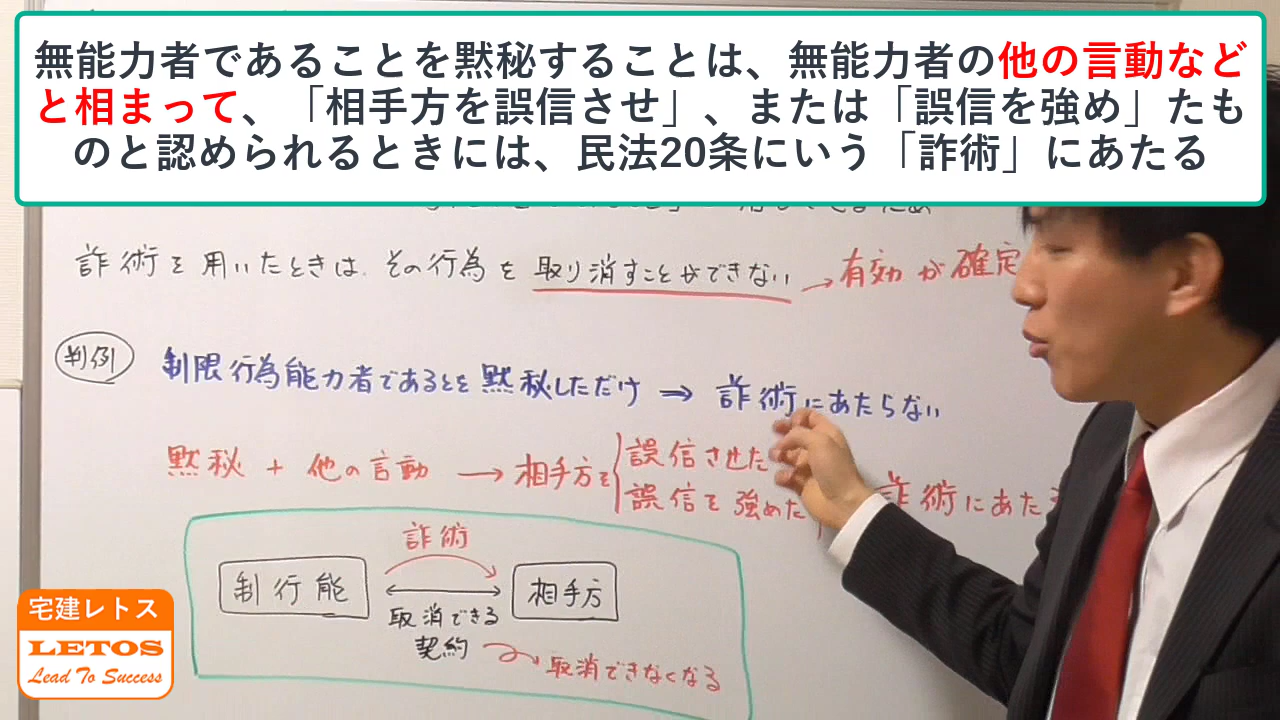 無能力者であることを黙秘することは、無能力者の他の言動など
と相まって、「相手方を誤信させ」、または「誤信を強め」たも
のと認められるときには、民法20条にいう「詐術」にあたる
詐術を用いたときは、その行為を取り消すことができない → 有効が確定
判例 制限行為能力者であるとを黙秘しただけ ⇒ 詐術にあたらない
黙秘 + 他の言動 → 相手方を
誤信させた
誤信を強めた
詐術にあたる
詐術
制行能 相手方
取消できる
契約
取消できなくなる
宅建レトス
LETOS
Lead To Success